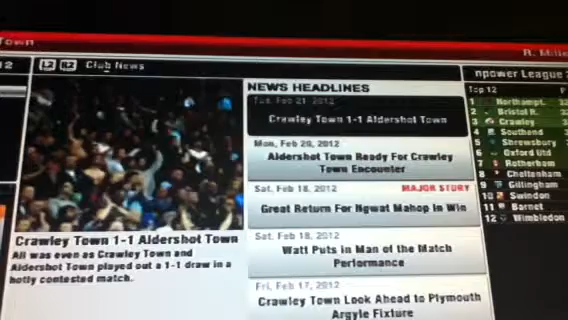 Town
R. Mille
12
L2 R2 Club News
NEWS HEADLINES
Tue, Feb 21, 2012
Crawley Town 1-1 Aldershot Town
Mon, Feb 20, 2012
Aldershot Town Ready For Crawley
Town Encounter
Sat, Feb 18, 2012 MAJOR STORY
Great Return For Ngwat Mahop In Win
Sat, Feb 18, 2012
Watt Puts in Man of the Match
Performance
Fri, Feb 17, 2012
Crawley Town Look Ahead to Plymouth
Argyle Fixture
Crawley Town 1-1 Aldershot Town
All was even as Crawley Town and
Aldershot Town played out a 1-1 draw in a
hotly contested match.
npower League 2
Top 12 P
1 Northampt. 32
2 Bristol R. 32
3 Crawley
4 Southend
5 Shrewsbury
6 Oxford Utd
7 Rotherham
8 Cheltenham
9 Gillingham
10 Swindon
11 Barnet
12 Wimbledon